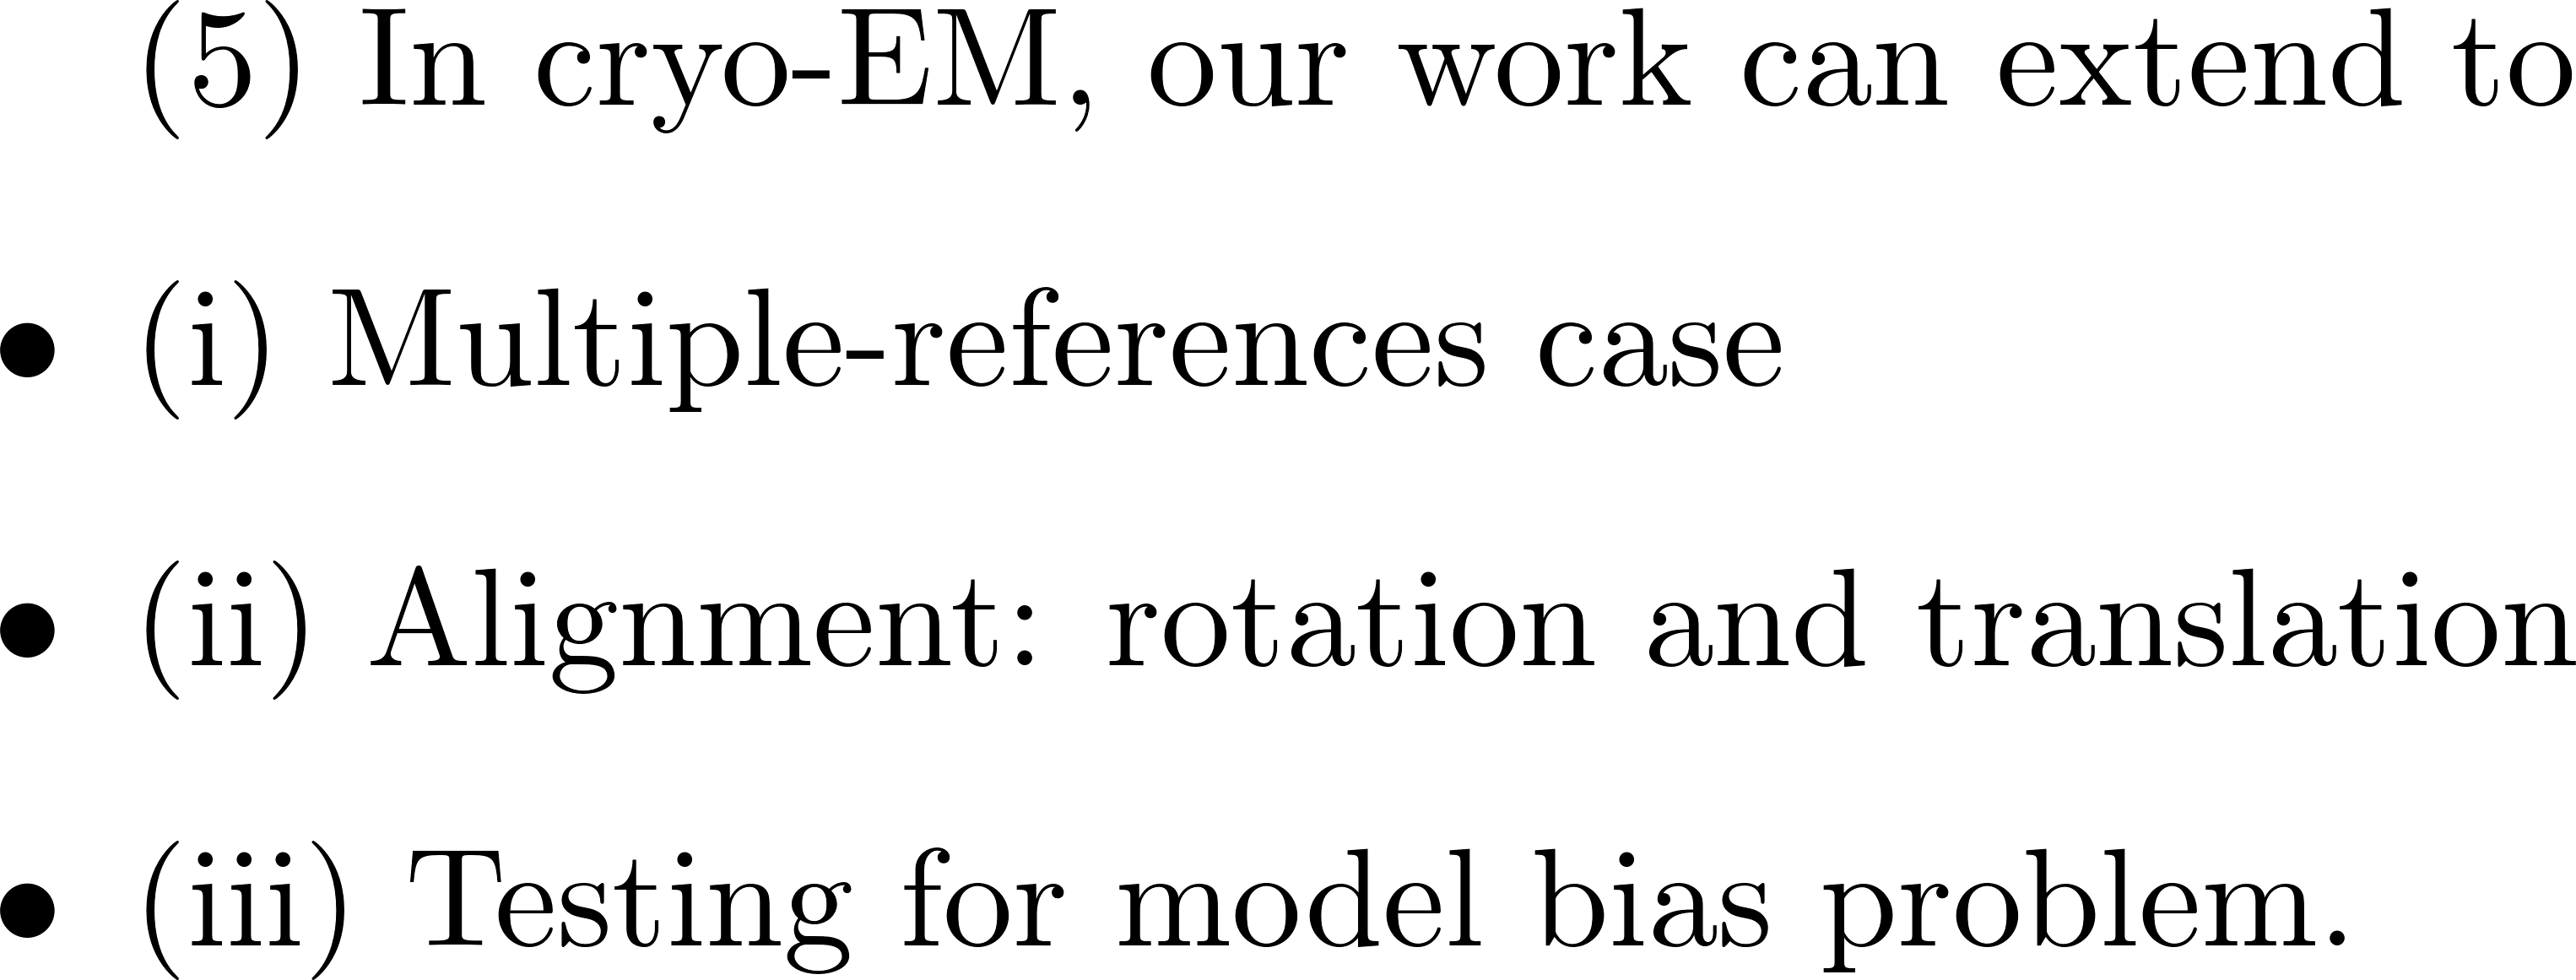 (5) In cryo-EM, our work can extend to
• (i) Multiple-references case
• (ii) Alignment: rotation and translation
• (iii) Testing for model bias problem.